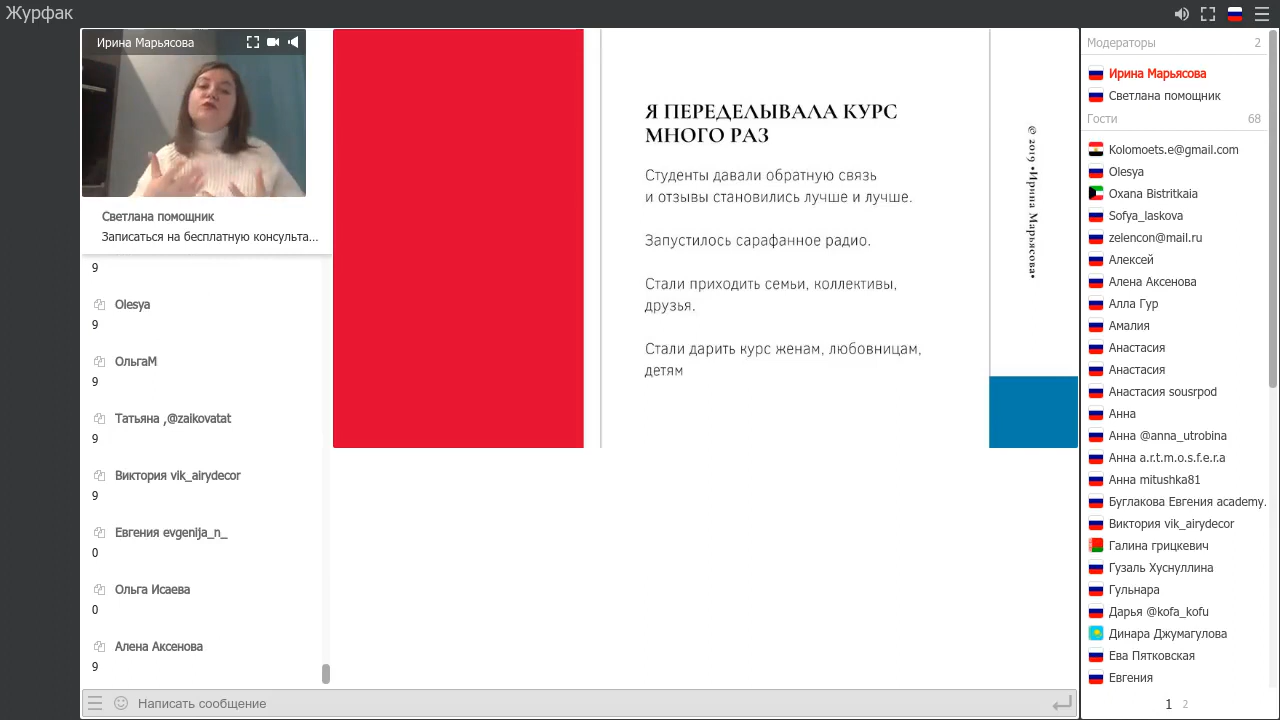 Журфак
Ирина Марьясова
Светлана помощник
Записаться на бесплатную консульта...
9
Olesya
9
ОльгаМ
9
Татьяна ,@zaikovatat
9
Виктория vik_airydecor
9
Евгения evgenija_n_
0
Ольга Исаева
0
Алена Аксенова
9
Написать сообщение
Я ПЕРЕДЕЛЫВАЛА КУРС
МНОГО РАЗ
Студенты давали обратную связь
и отзывы становились лучше и лучше.
Запустилось сарафанное радио.
Стали приходить семьи, коллективы,
друзья.
Стали дарить курс женам, любовницам,
детям
© 2019 •Ирина Марьясова•
Модераторы 2
Ирина Марьясова
Светлана помощник
Гости 68
Kolomoets.e@gmail.com
Olesya
Oxana Bistritkaia
Sofya_laskova
zelencon@mail.ru
Алексей
Алена Аксенова
Алла Гур
Амалия
Анастасия
Анастасия
Анастасия sousrpod
Анна
Анна @anna_utrobina
Анна a.r.t.m.o.s.f.e.r.a
Анна mitushka81
Буглакова Евгения academy.
Виктория vik_airydecor
Галина грицкевич
Гузаль Хуснуллина
Гульнара
Дарья @kofa_kofu
Динара Джумагулова
Ева Пятковская
Евгения
1 2